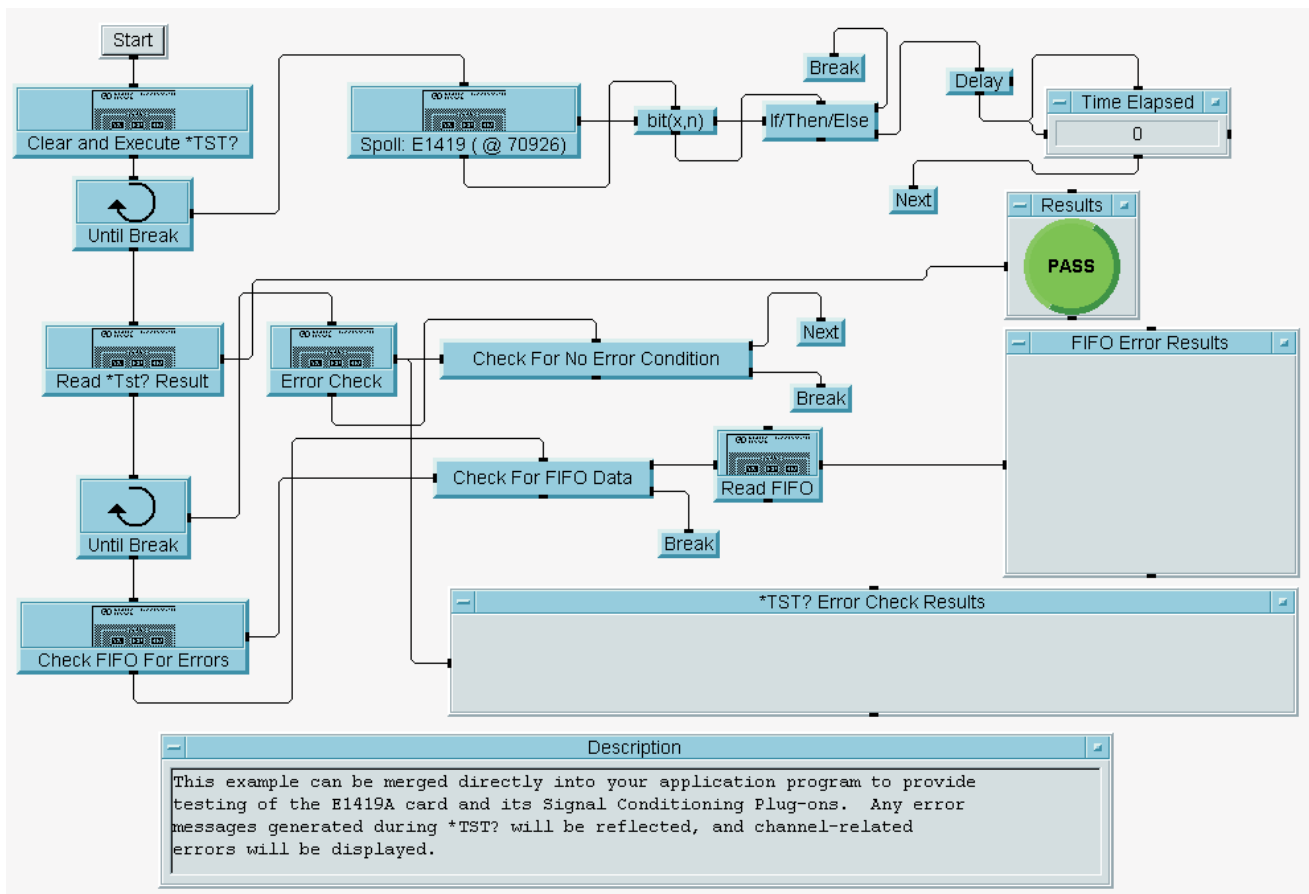 Start
Clear and Execute *TST?
Until Break
Spoll: E1419 ( @ 70926)
bit(x,n)
If/Then/Else
Break
Delay
Time Elapsed
0
Next
Results
PASS
Read *Tst? Result
Error Check
Check For No Error Condition
Next
Break
FIFO Error Results
Until Break
Check For FIFO Data
Read FIFO
Break
Check FIFO For Errors
*TST? Error Check Results
Description
This example can be merged directly into your application program to provide
testing of the E1419A card and its Signal Conditioning Plug-ons.  Any error
messages generated during *TST? will be reflected, and channel-related
errors will be displayed.